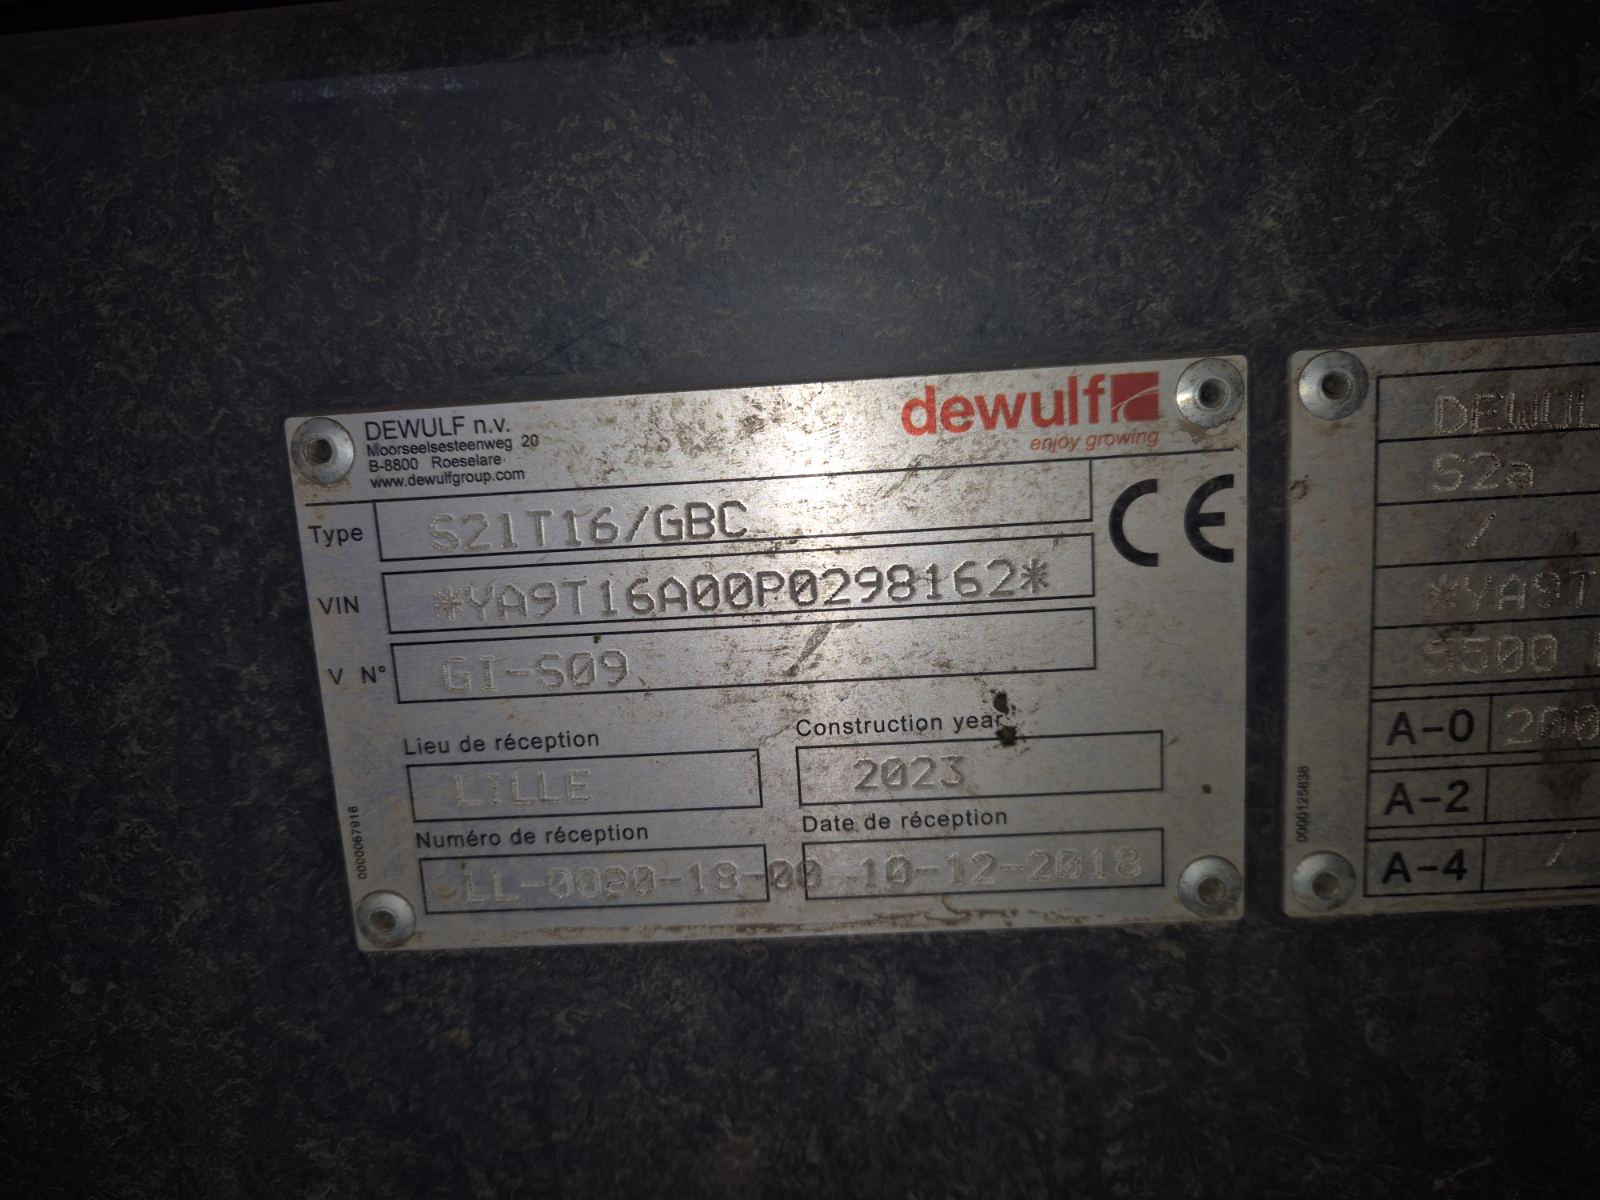 DEWULF n.v.
Moorseelsesteenweg 20
B-8800 Roeselare
www.dewulfgroup.com
dewulf
enjoy growing
Type S21T16/GBC
CE
VIN *YA9T16A00P0298162*
V N° GI-S09 /
Lieu de réception
LILLE
Construction year
2023
Numéro de réception
LL-0080-18-00
Date de réception
10-12-2018
0000067916
DEWUL
S2a
/
*YA9T
S500
A-0 200
A-2
A-4 /
0000125838